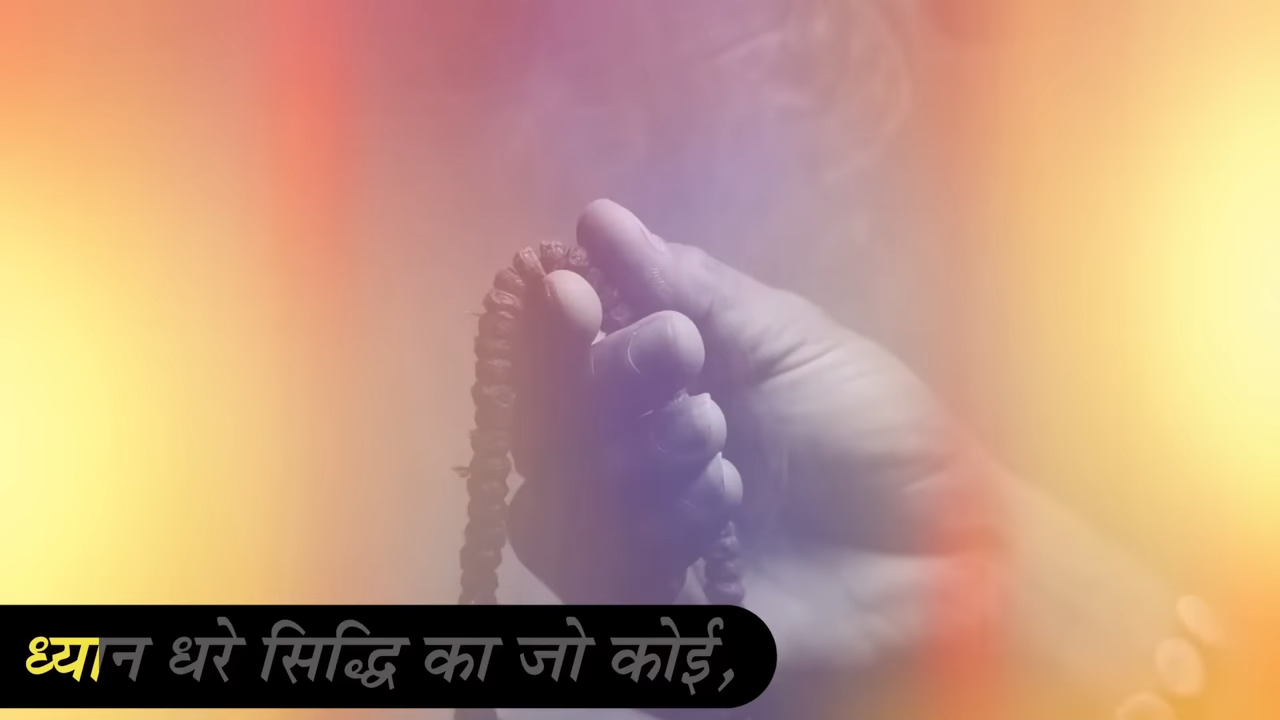 ध्यान धरे सिद्धि का जो कोई,